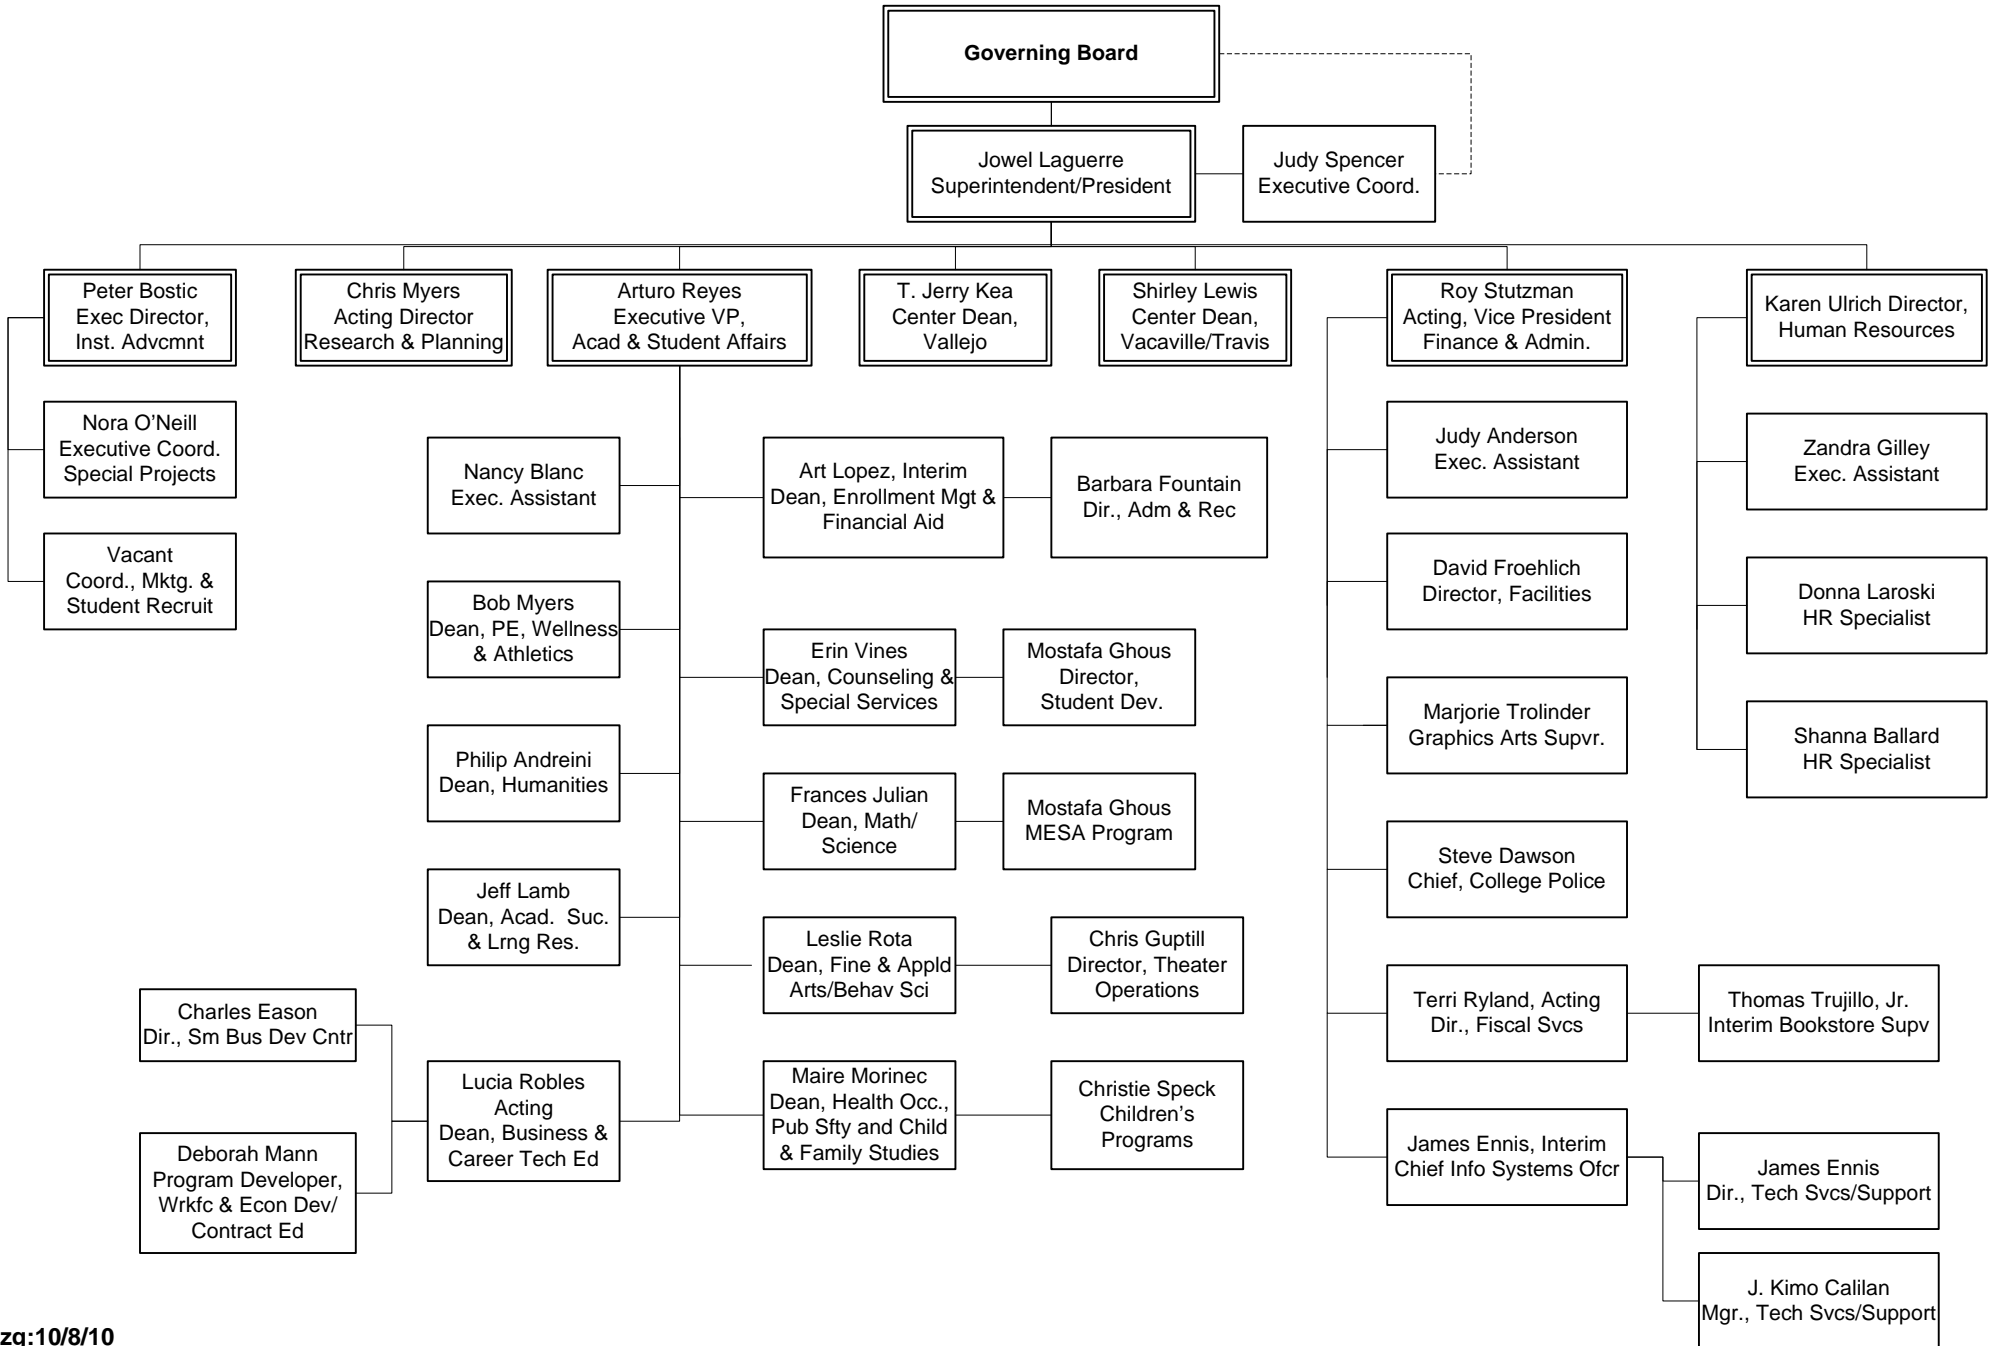 Governing Board
Jowel Laguerre
Superintendent/President
Judy Spencer
Executive Coord.
Peter Bostic
Exec Director,
Inst. Advcmnt
Chris Myers
Acting Director
Research & Planning
Arturo Reyes
Executive VP,
Acad & Student Affairs
T. Jerry Kea
Center Dean,
Vallejo
Shirley Lewis
Center Dean,
Vacaville/Travis
Roy Stutzman
Acting, Vice President
Finance & Admin.
Karen Ulrich Director,
Human Resources
Nora O’Neill
Executive Coord.
Special Projects
Vacant
Coord., Mktg. &
Student Recruit
Nancy Blanc
Exec. Assistant
Art Lopez, Interim
Dean, Enrollment Mgt &
Financial Aid
Barbara Fountain
Dir., Adm & Rec
Bob Myers
Dean, PE, Wellness
& Athletics
Erin Vines
Dean, Counseling &
Special Services
Mostafa Ghous
Director,
Student Dev.
Philip Andreini
Dean, Humanities
Frances Julian
Dean, Math/
Science
Mostafa Ghous
MESA Program
Jeff Lamb
Dean, Acad.  Suc.
& Lrng Res.
Leslie Rota
Dean, Fine & Appld
Arts/Behav Sci
Chris Guptill
Director, Theater
Operations
Charles Eason
Dir., Sm Bus Dev Cntr
Deborah Mann
Program Developer,
Wrkfc & Econ Dev/
Contract Ed
Lucia Robles
Acting
Dean, Business &
Career Tech Ed
Maire Morinec
Dean, Health Occ.,
Pub Sfty and Child
& Family Studies
Christie Speck
Children’s
Programs
Judy Anderson
Exec. Assistant
David Froehlich
Director, Facilities
Marjorie Trolinder
Graphics Arts Supvr.
Steve Dawson
Chief, College Police
Terri Ryland, Acting
Dir., Fiscal Svcs
Thomas Trujillo, Jr.
Interim Bookstore Supv
James Ennis, Interim
Chief Info Systems Ofcr
James Ennis
Dir., Tech Svcs/Support
J. Kimo Calilan
Mgr., Tech Svcs/Support
Zandra Gilley
Exec. Assistant
Donna Laroski
HR Specialist
Shanna Ballard
HR Specialist
zg:10/8/10